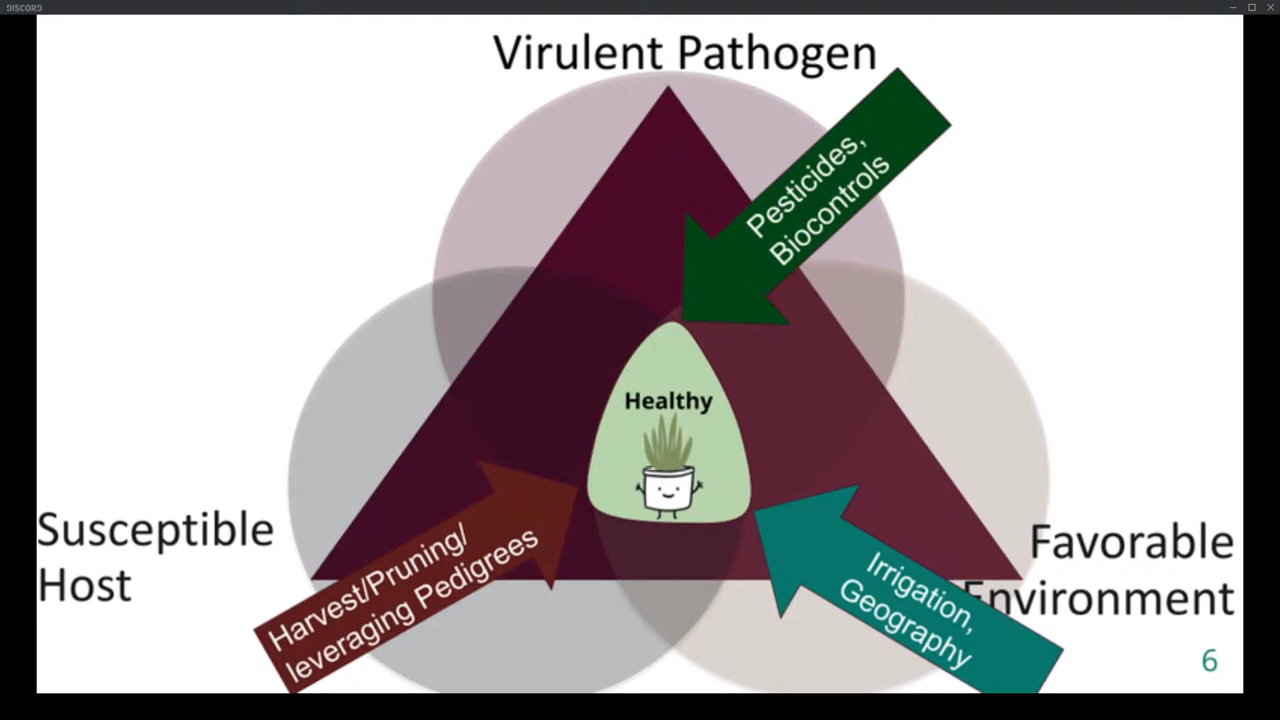 DISCORD
Virulent Pathogen
Pesticides,
Biocontrols
Healthy
Susceptible
Host
Harvest/Pruning/
leveraging Pedigrees
Favorable
Environment
Irrigation,
Geography
6